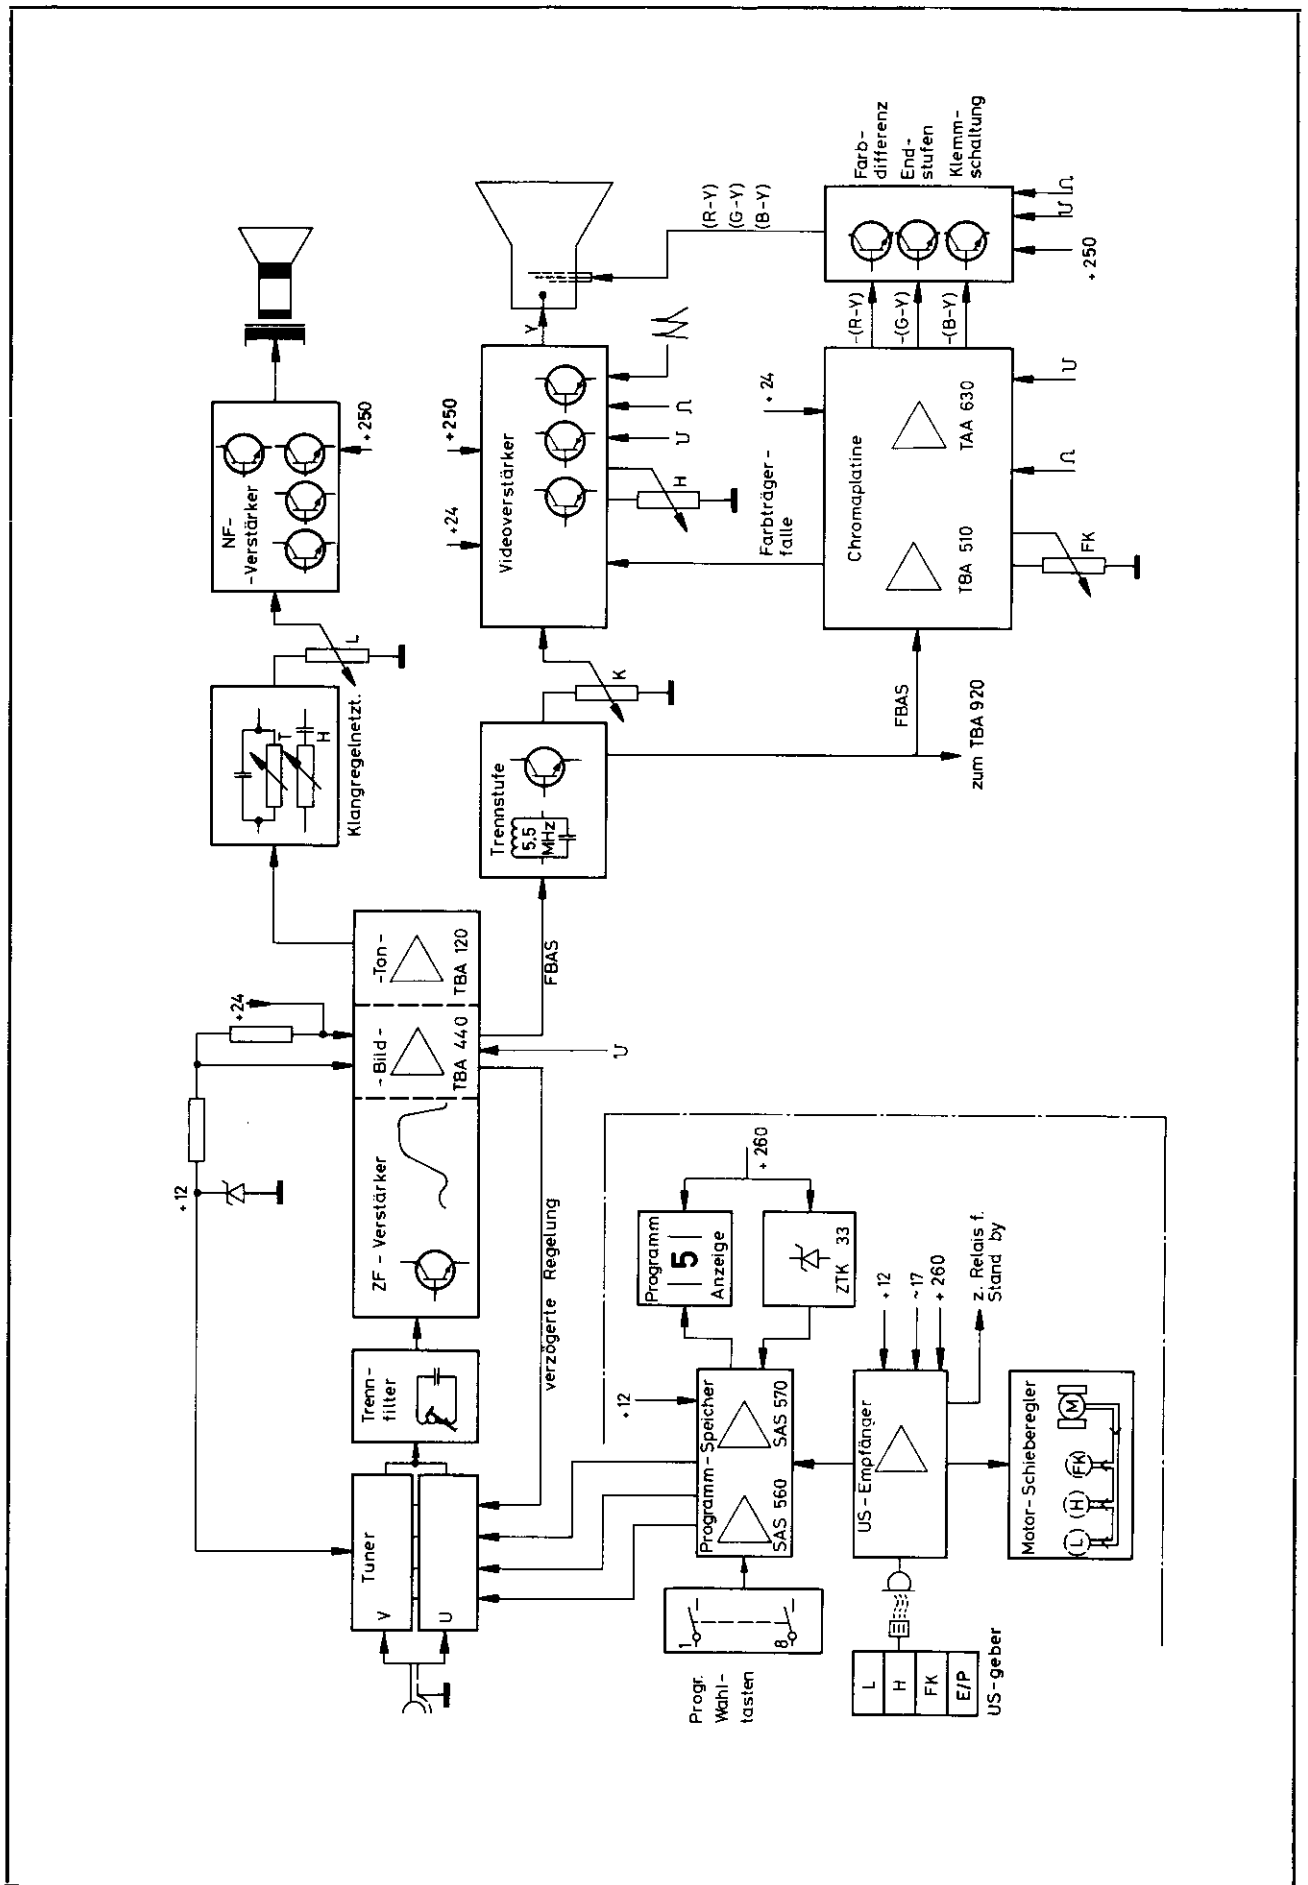 +12
+24
Tuner
V
U
Trenn-
filter
ZF - Verstärker
- Bild -
TBA 440
-Ton-
TBA 120
T
H
Klangregelnetzt.
L
NF-
-Verstärker
+250
verzögerte Regelung
FBAS
Trennstufe
5,5
MHz
K
+24
+250
Videoverstärker
H
Y
Progr.
Wahl-
tasten
1
8
+12
Programm-Speicher
SAS 560
SAS 570
Programm
5
Anzeige
+260
ZTK 33
FBAS
zum TBA 920
Farbträger-
falle
+24
Chromaplatine
TBA 510
TAA 630
FK
-(R-Y)
-(G-Y)
-(B-Y)
(R-Y)
(G-Y)
(B-Y)
Farb-
differenz
End-
stufen
Klemm-
schaltung
+250
L
H
FK
E/P
US-geber
US-Empfänger
+12
~17
+260
z. Relais f.
Stand by
Motor-Schieberegler
(L)
(H)
(FK)
M